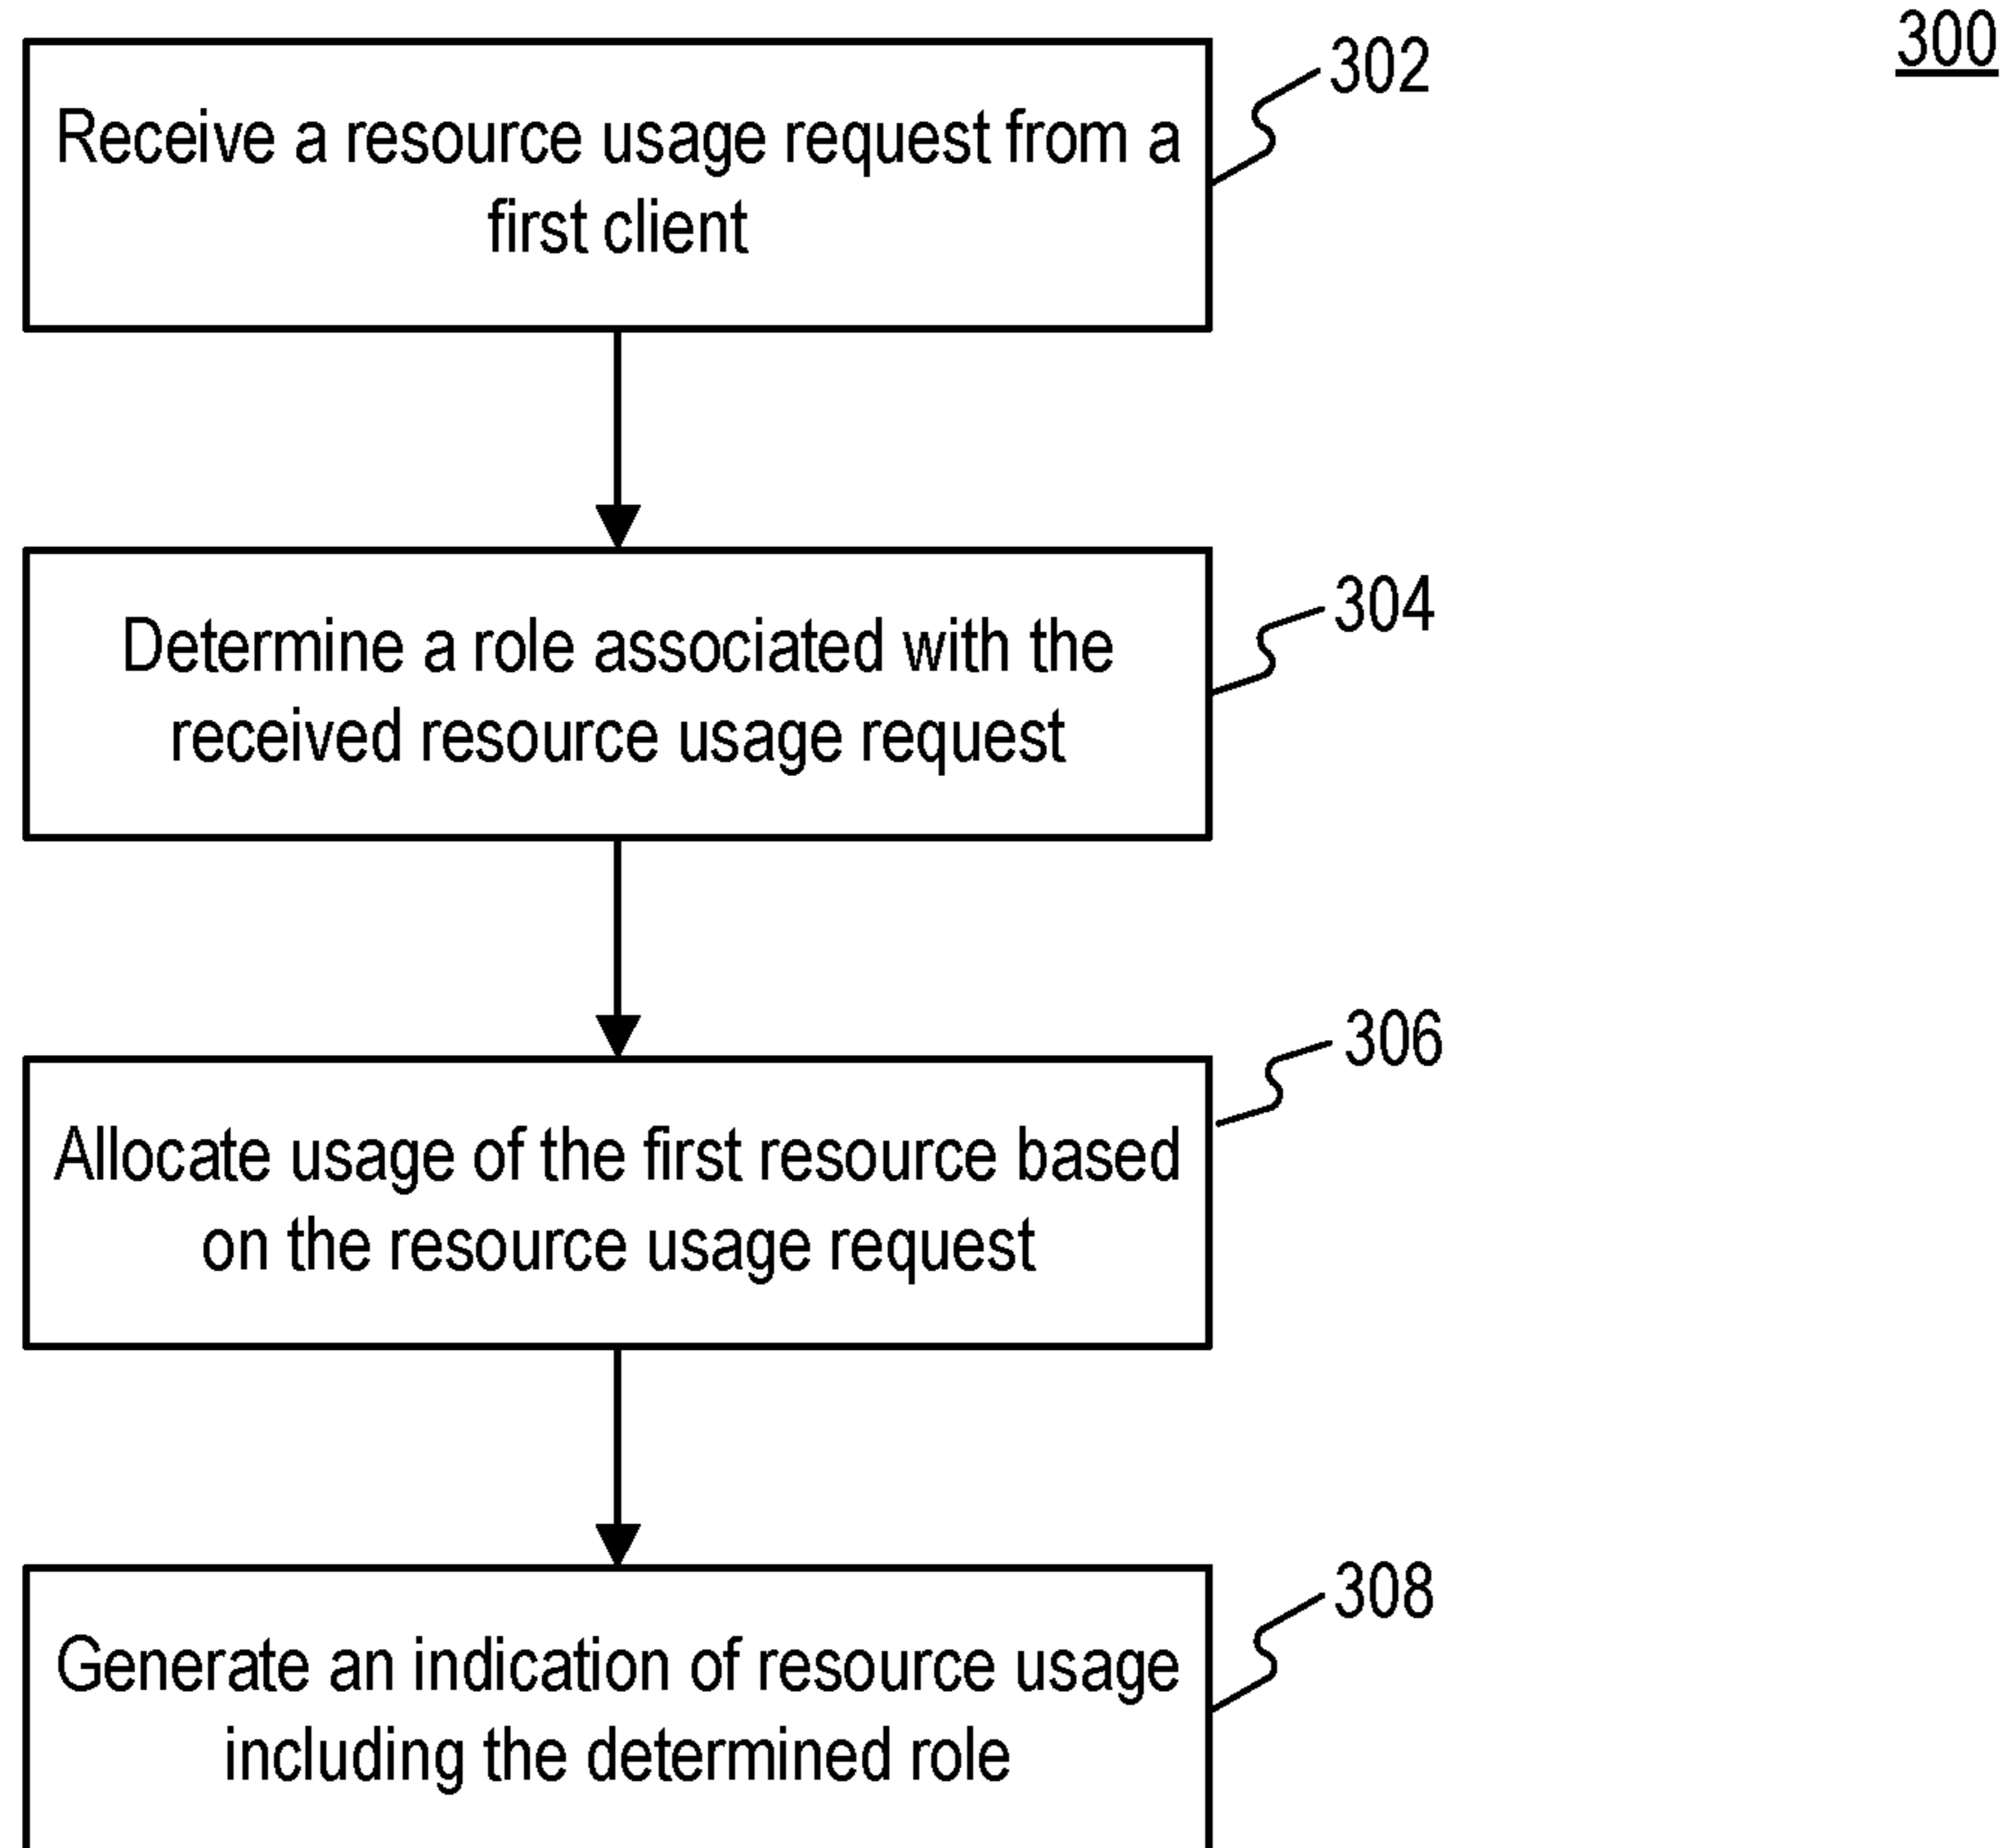 300
302
Receive a resource usage request from a
first client
304
Determine a role associated with the
received resource usage request
306
Allocate usage of the first resource based
on the resource usage request
308
Generate an indication of resource usage
including the determined role